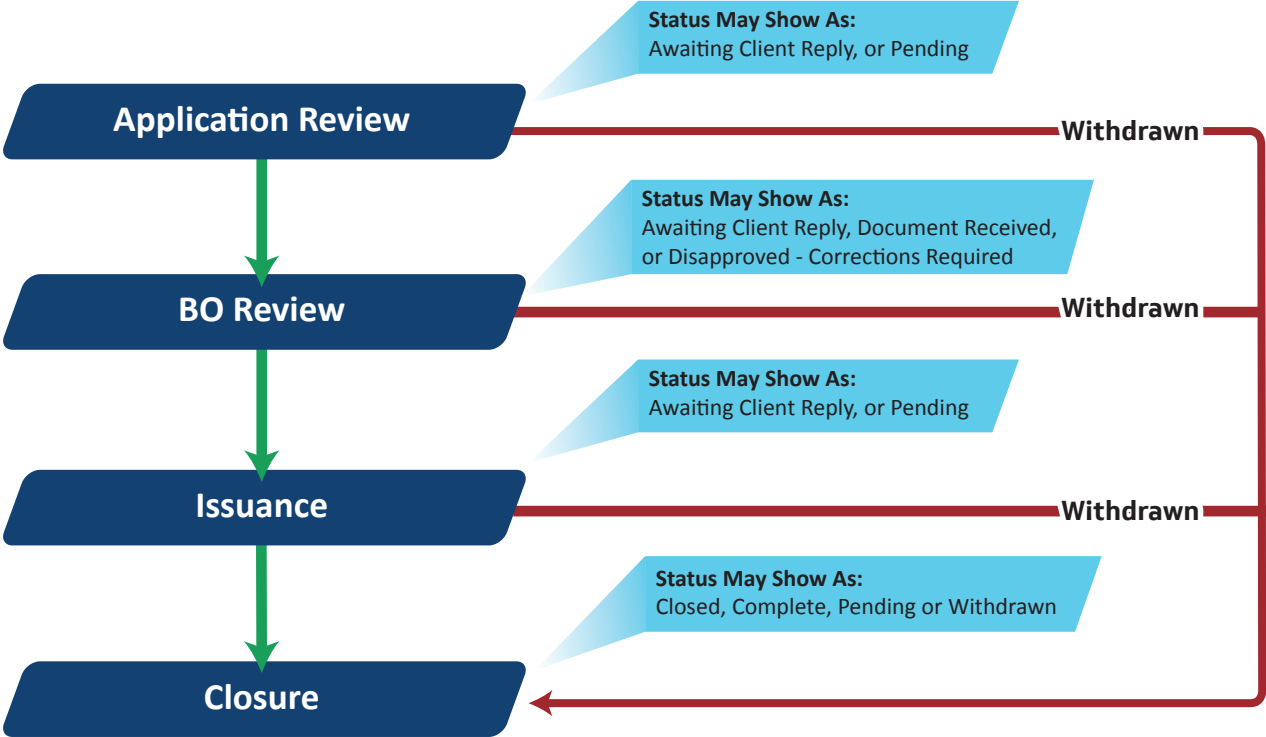 Status May Show As:
Awaiting Client Reply, or Pending
Application Review
Withdrawn
Status May Show As:
Awaiting Client Reply, Document Received,
or Disapproved - Corrections Required
BO Review
Withdrawn
Status May Show As:
Awaiting Client Reply, or Pending
Issuance
Withdrawn
Status May Show As:
Closed, Complete, Pending or Withdrawn
Closure